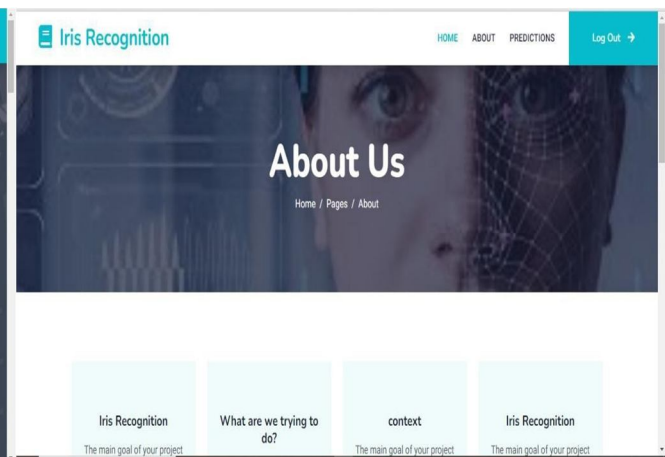 Iris Recognition
HOME ABOUT PREDICTIONS Log Out
About Us
Home / Pages / About
Iris Recognition
The main goal of your project
What are we trying to
do?
context
The main goal of your project
Iris Recognition
The main goal of your project